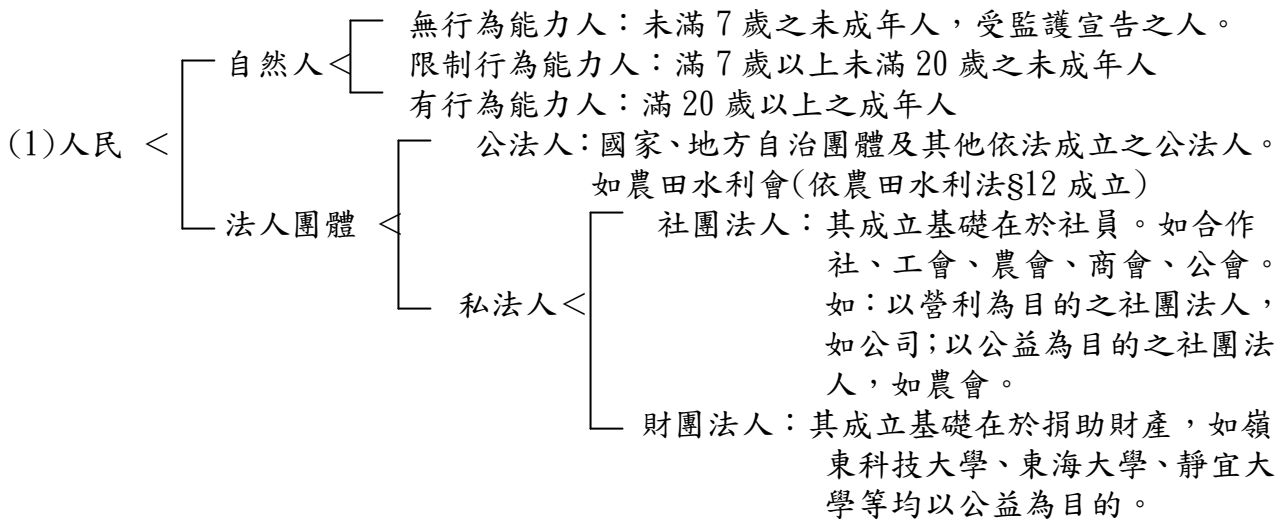 無行為能力人：未滿 7 歲之未成年人，受監護宣告之人。
自然人< 限制行為能力人：滿 7 歲以上未滿 20 歲之未成年人
有行為能力人：滿 20 歲以上之成年人
(1)人民 < 公法人：國家、地方自治團體及其他依法成立之公法人。
如農田水利會(依農田水利法§12 成立)
法人團體 < 社團法人：其成立基礎在於社員。如合作
社、工會、農會、商會、公會。
私法人< 如：以營利為目的之社團法人，
如公司;以公益為目的之社團法
人，如農會。
財團法人：其成立基礎在於捐助財產，如嶺
東科技大學、東海大學、靜宜大
學等均以公益為目的。